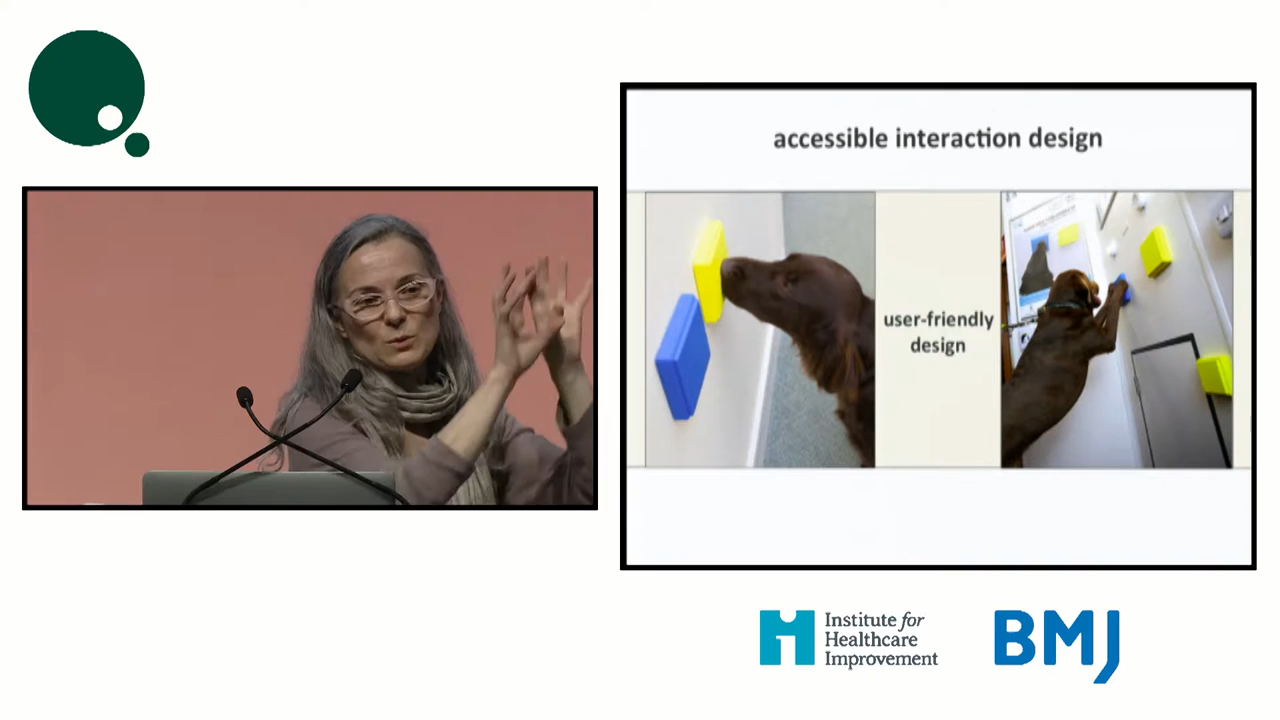 accessible interaction design
user-friendly
design
Institute for
Healthcare
Improvement
BMJ